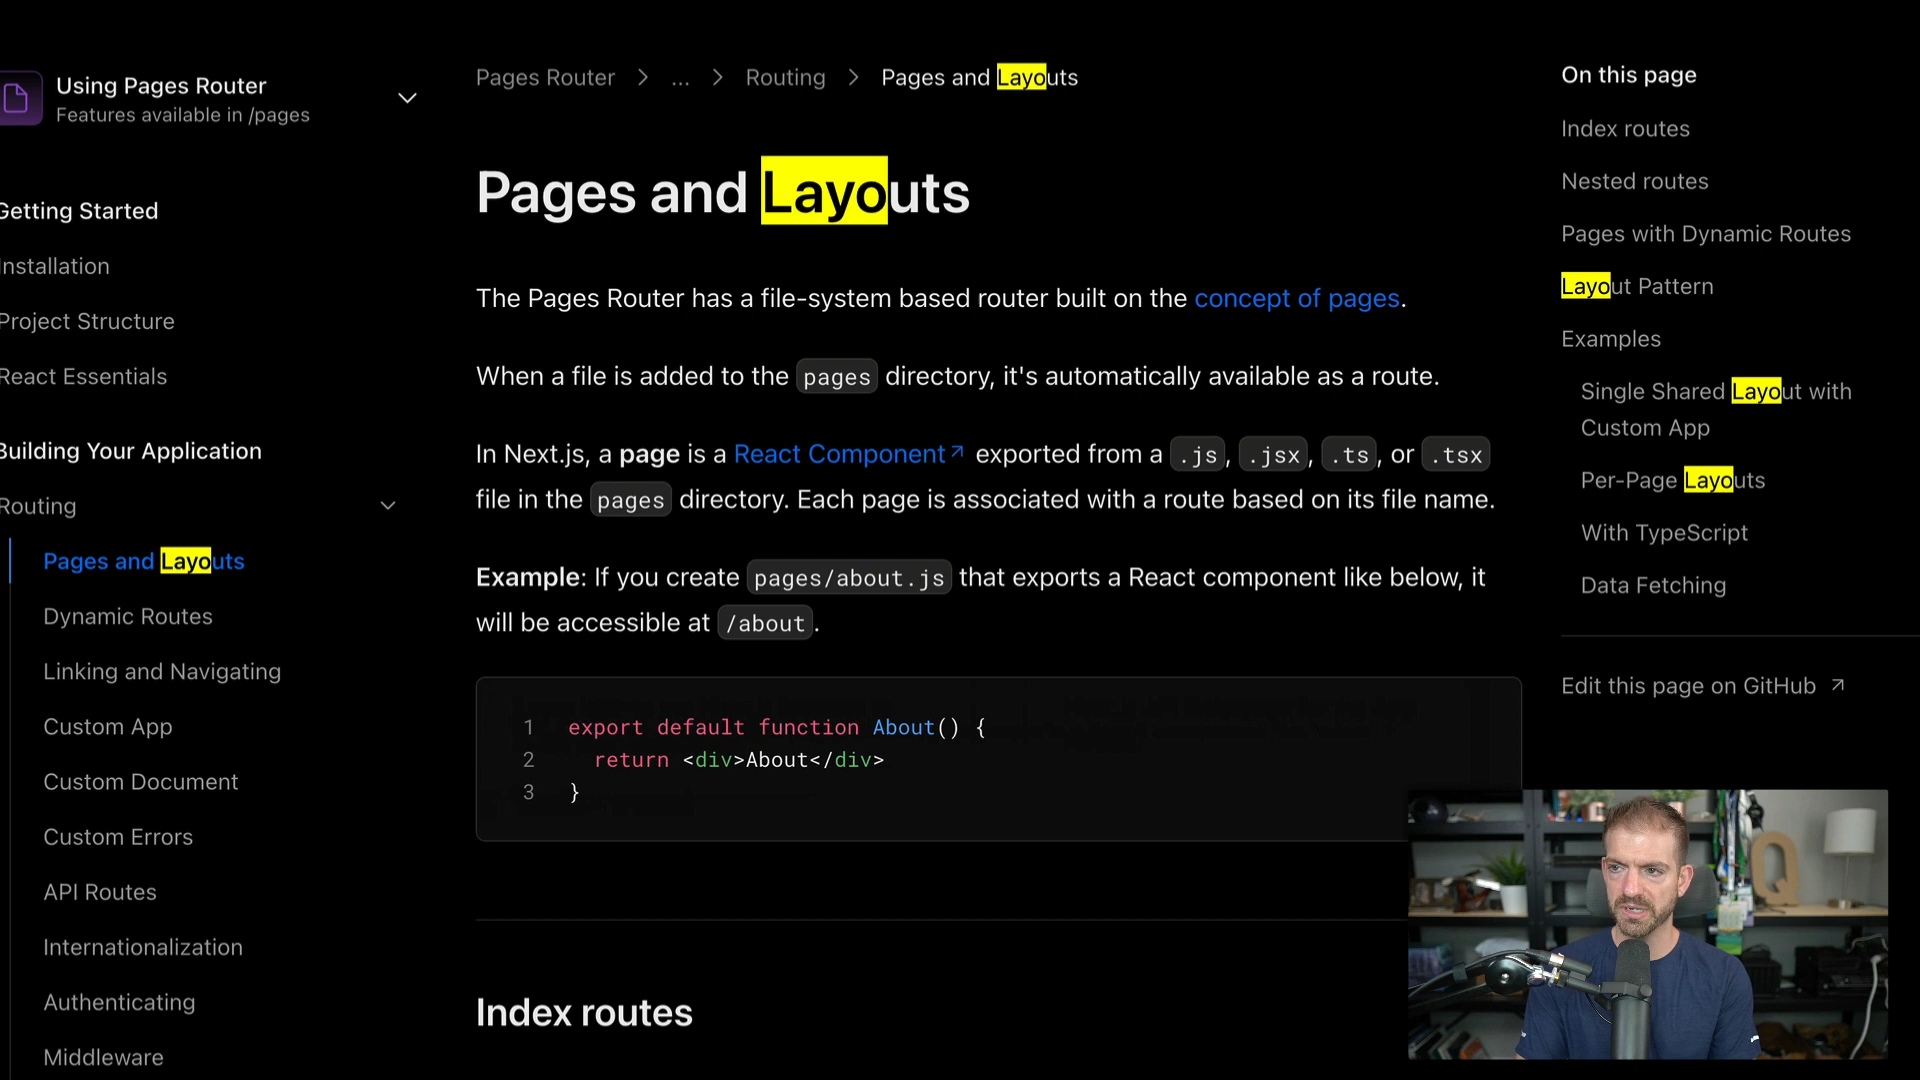 Using Pages Router
Features available in /pages
Getting Started
Installation
Project Structure
React Essentials
Building Your Application
Routing
Pages and Layouts
Dynamic Routes
Linking and Navigating
Custom App
Custom Document
Custom Errors
API Routes
Internationalization
Authenticating
Middleware
Pages Router > ... > Routing > Pages and Layouts
Pages and Layouts
The Pages Router has a file-system based router built on the concept of pages.
When a file is added to the pages directory, it's automatically available as a route.
In Next.js, a page is a React Component↗ exported from a .js, .jsx, .ts, or .tsx
file in the pages directory. Each page is associated with a route based on its file name.
Example: If you create pages/about.js that exports a React component like below, it
will be accessible at /about.
1 export default function About() {
2 return <div>About</div>
3 }
Index routes
On this page
Index routes
Nested routes
Pages with Dynamic Routes
Layout Pattern
Examples
Single Shared Layout with
Custom App
Per-Page Layouts
With TypeScript
Data Fetching
Edit this page on GitHub ↗